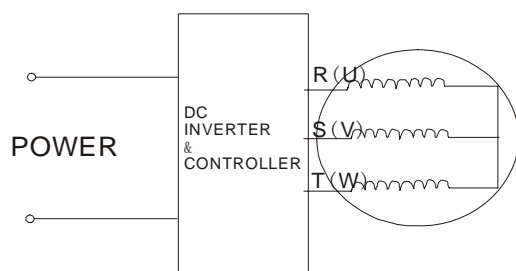 POWER
DC
INVERTER
&
CONTROLLER
R(U)
S(V)
T(W)